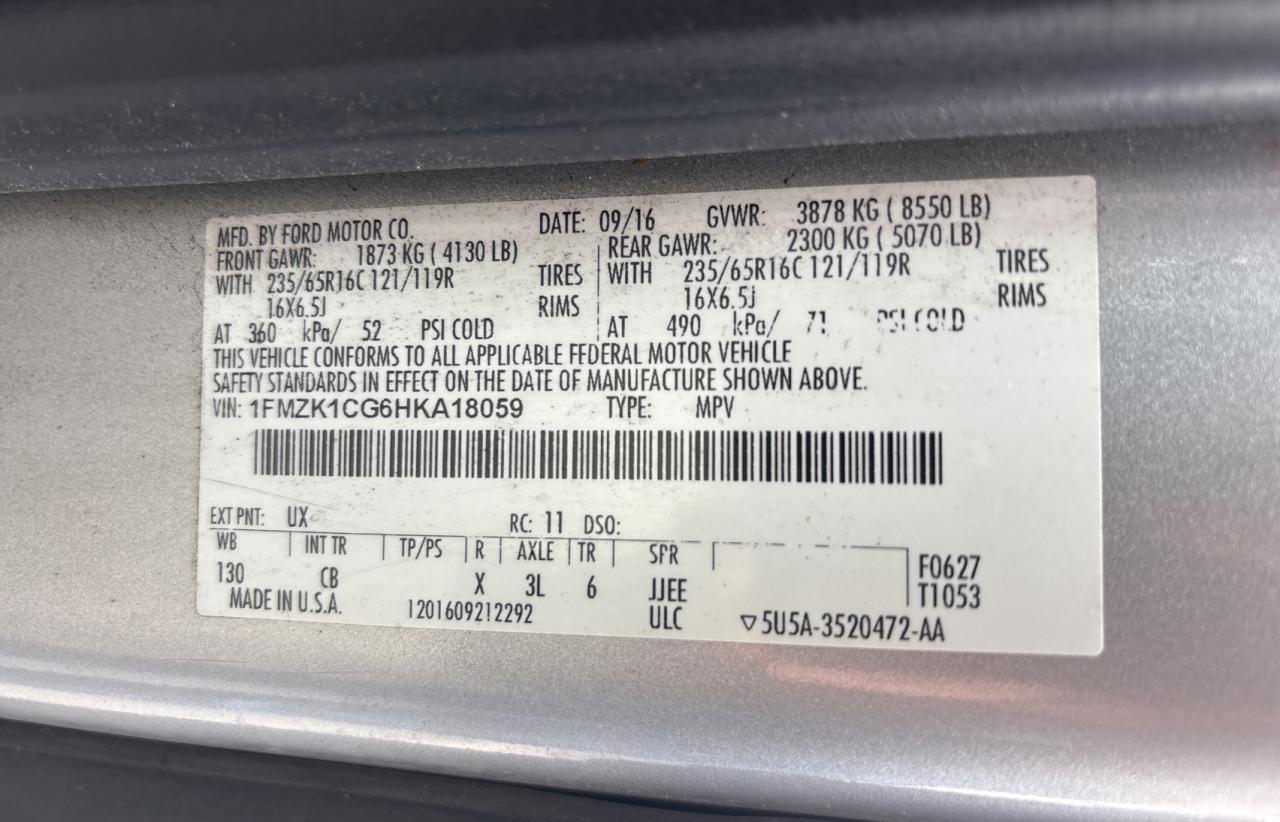 MFD. BY FORD MOTOR CO. DATE: 09/16 GVWR: 3878 KG ( 8550 LB)
FRONT GAWR: 1873 KG ( 4130 LB) REAR GAWR: 2300 KG ( 5070 LB)
WITH 235/65R16C 121/119R TIRES WITH 235/65R16C 121/119R TIRES
16X6.5J RIMS 16X6.5J RIMS
AT 360 kPa/ 52 PSI COLD AT 490 kPa/ 71 PSI COLD
THIS VEHICLE CONFORMS TO ALL APPLICABLE FEDERAL MOTOR VEHICLE
SAFETY STANDARDS IN EFFECT ON THE DATE OF MANUFACTURE SHOWN ABOVE.
VIN: 1FMZK1CG6HKA18059 TYPE: MPV
EXT PNT: UX RC: 11 DSO:
WB INT TR TP/PS R AXLE TR SPR
130 CB X 3L 6 JJEE
F0627
T1053
MADE IN U.S.A. 1201609212292 ULC ▽5U5A-3520472-AA